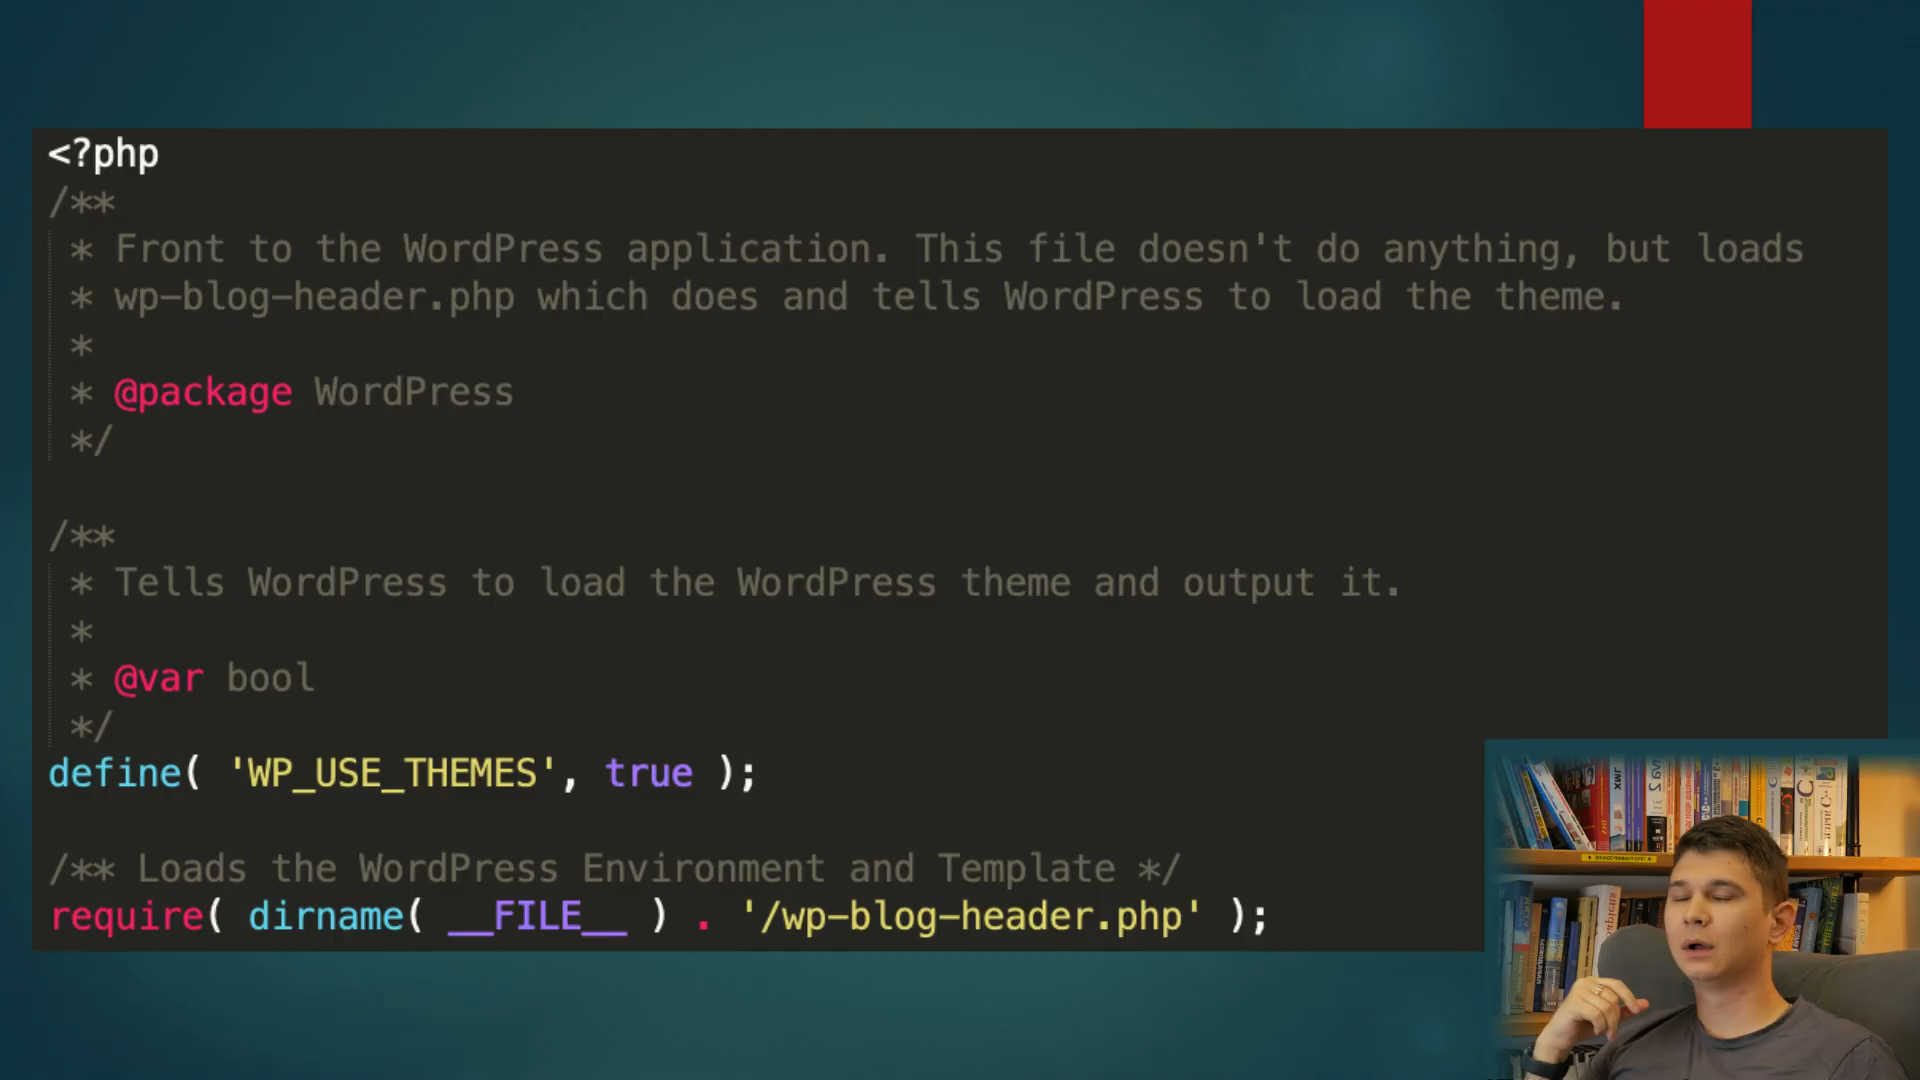 <?php
/**
* Front to the WordPress application. This file doesn't do anything, but loads
* wp-blog-header.php which does and tells WordPress to load the theme.
*
* @package WordPress
*/
/**
* Tells WordPress to load the WordPress theme and output it.
*
* @var bool
*/
define( 'WP_USE_THEMES', true );
/** Loads the WordPress Environment and Template */
require( dirname( __FILE__ ) . '/wp-blog-header.php' );
JMX